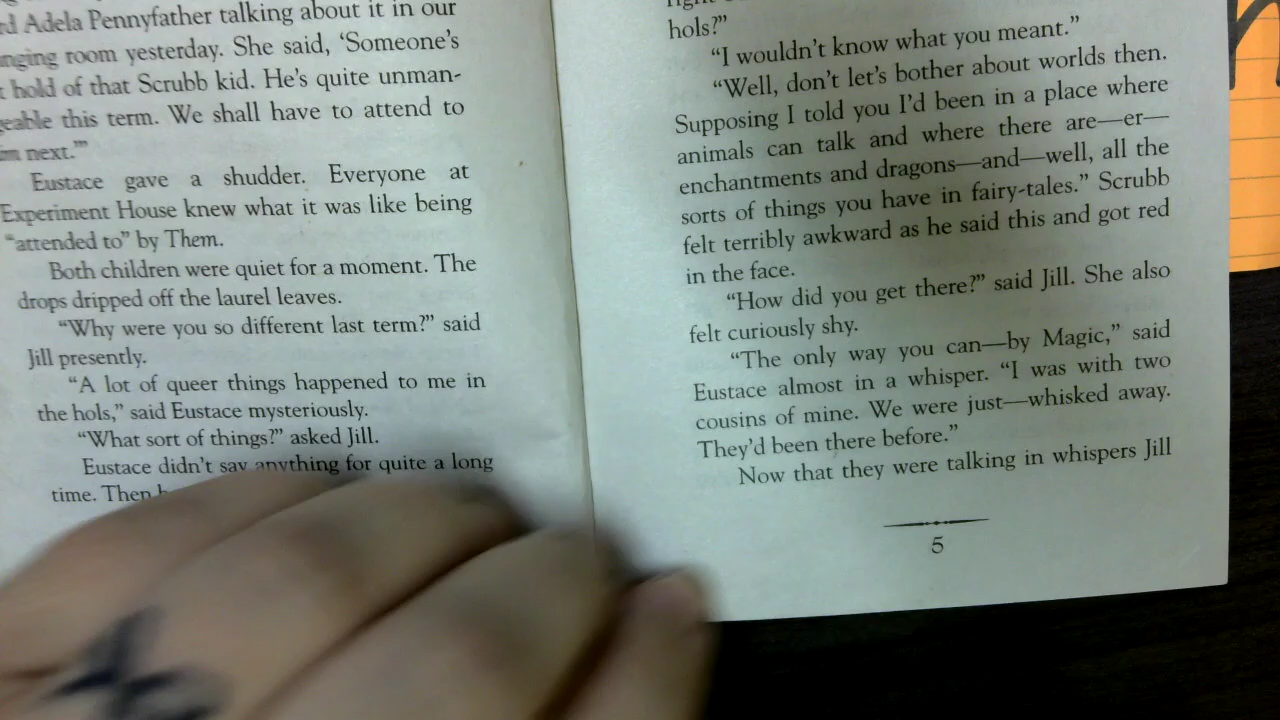 Adela Pennyfather talking about it in our
room yesterday. She said, ‘Someone’s
hold of that Scrubb kid. He’s quite unman-
this term. We shall have to attend to
next.’”
Eustace gave a shudder. Everyone at
Experiment House knew what it was like being
“attended to” by Them.
Both children were quiet for a moment. The
drops dripped off the laurel leaves.
“Why were you so different last term?” said
Jill presently.
“A lot of queer things happened to me in
the hols,” said Eustace mysteriously.
“What sort of things?” asked Jill.
Eustace didn’t say anything for quite a long
time. Then
hols?”
“I wouldn’t know what you meant.”
“Well, don’t let’s bother about worlds then.
Supposing I told you I’d been in a place where
animals can talk and where there are—er—
enchantments and dragons—and—well, all the
sorts of things you have in fairy-tales.” Scrubb
felt terribly awkward as he said this and got red
in the face.
“How did you get there?” said Jill. She also
felt curiously shy.
“The only way you can—by Magic,” said
Eustace almost in a whisper. “I was with two
cousins of mine. We were just—whisked away.
They’d been there before.”
Now that they were talking in whispers Jill
5